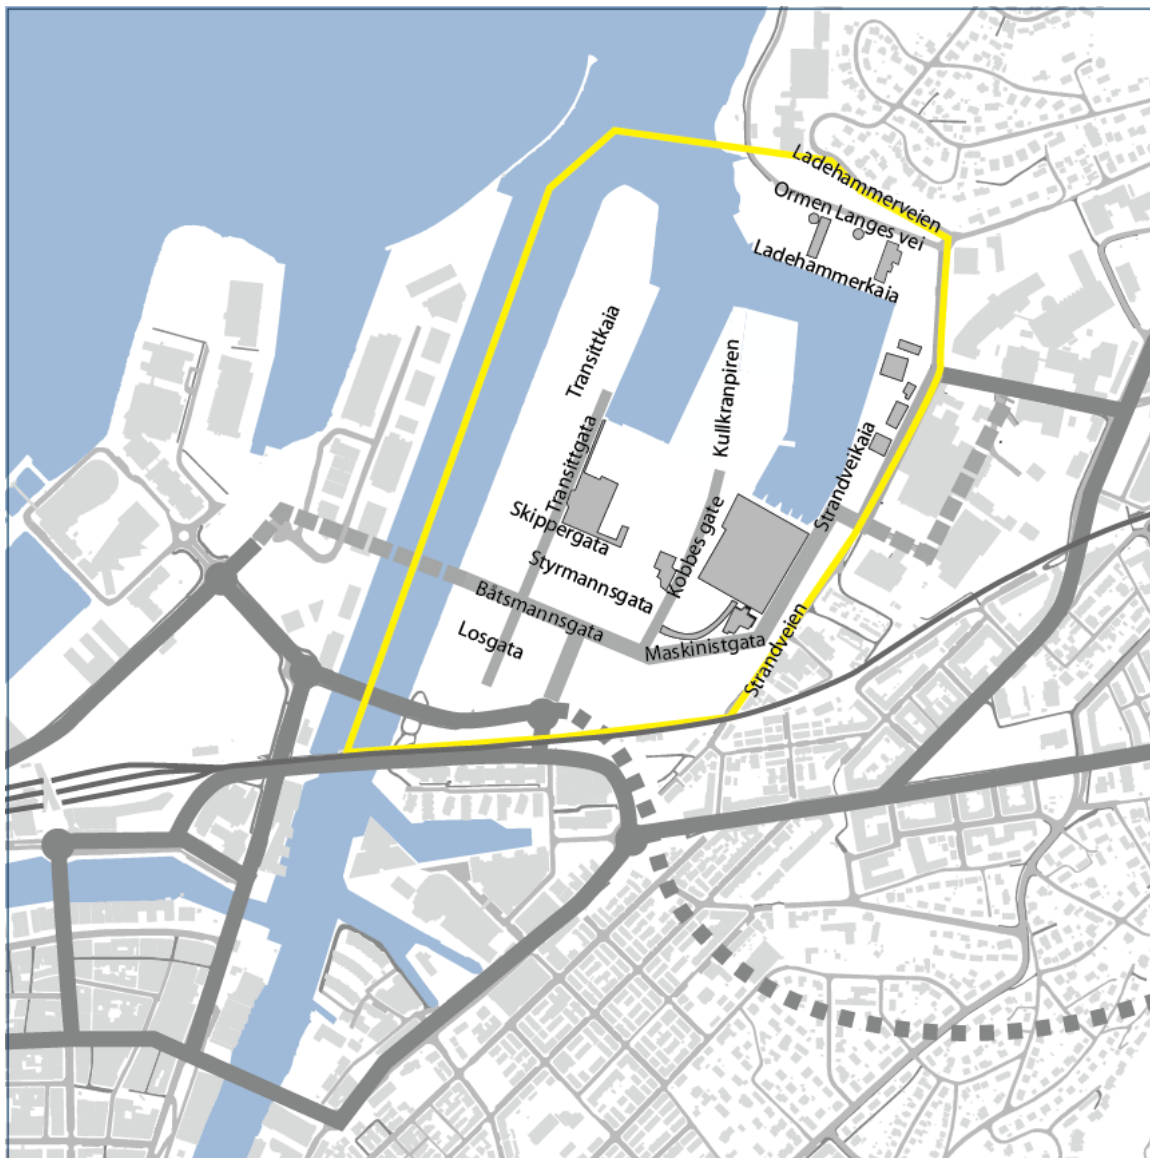 Ladehammerveien
Ormen Langes vei
Ladehammerkaia
Transittkaia
Kullkranpiren
Transittgata
Strandveikaia
Skippergata
Kobbes gate
Styrmannsgata
Båtsmannsgata
Losgata
Maskinistgata
Strandveien